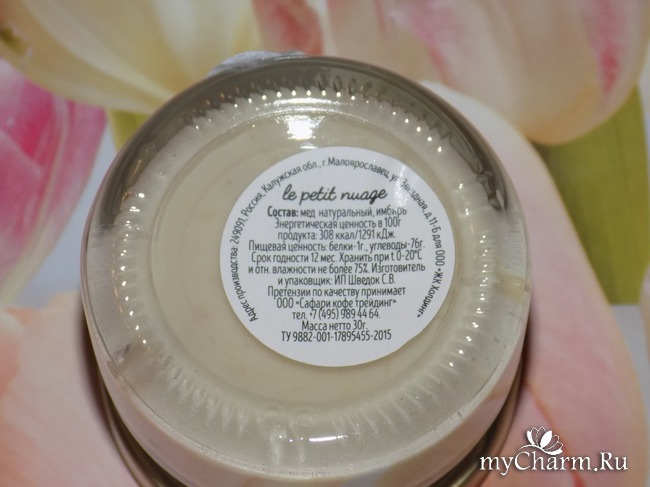 Адрес производства: 249091, Россия, Калужская обл., г. Малоярославец, ул. Звездная, д.11-Б для ООО "ЖК Холдинг"
le petit nuage
Состав: мед натуральный, имбирь
Энергетическая ценность в 100г
продукта: 308 ккал/1291 кДж.
Пищевая ценность: белки-1г., углеводы-76г.
Срок годности 12 мес. Хранить при t 0-20°С
и отн. влажности не более 75%. Изготовитель
и упаковщик: ИП Шведок С.В.
Претензии по качеству принимает
ООО «Сафари кофе трейдинг»
тел. +7 (495) 989 44 64.
Масса нетто 30г.
ТУ 9882-001-17895455-2015
myCharm.Ru